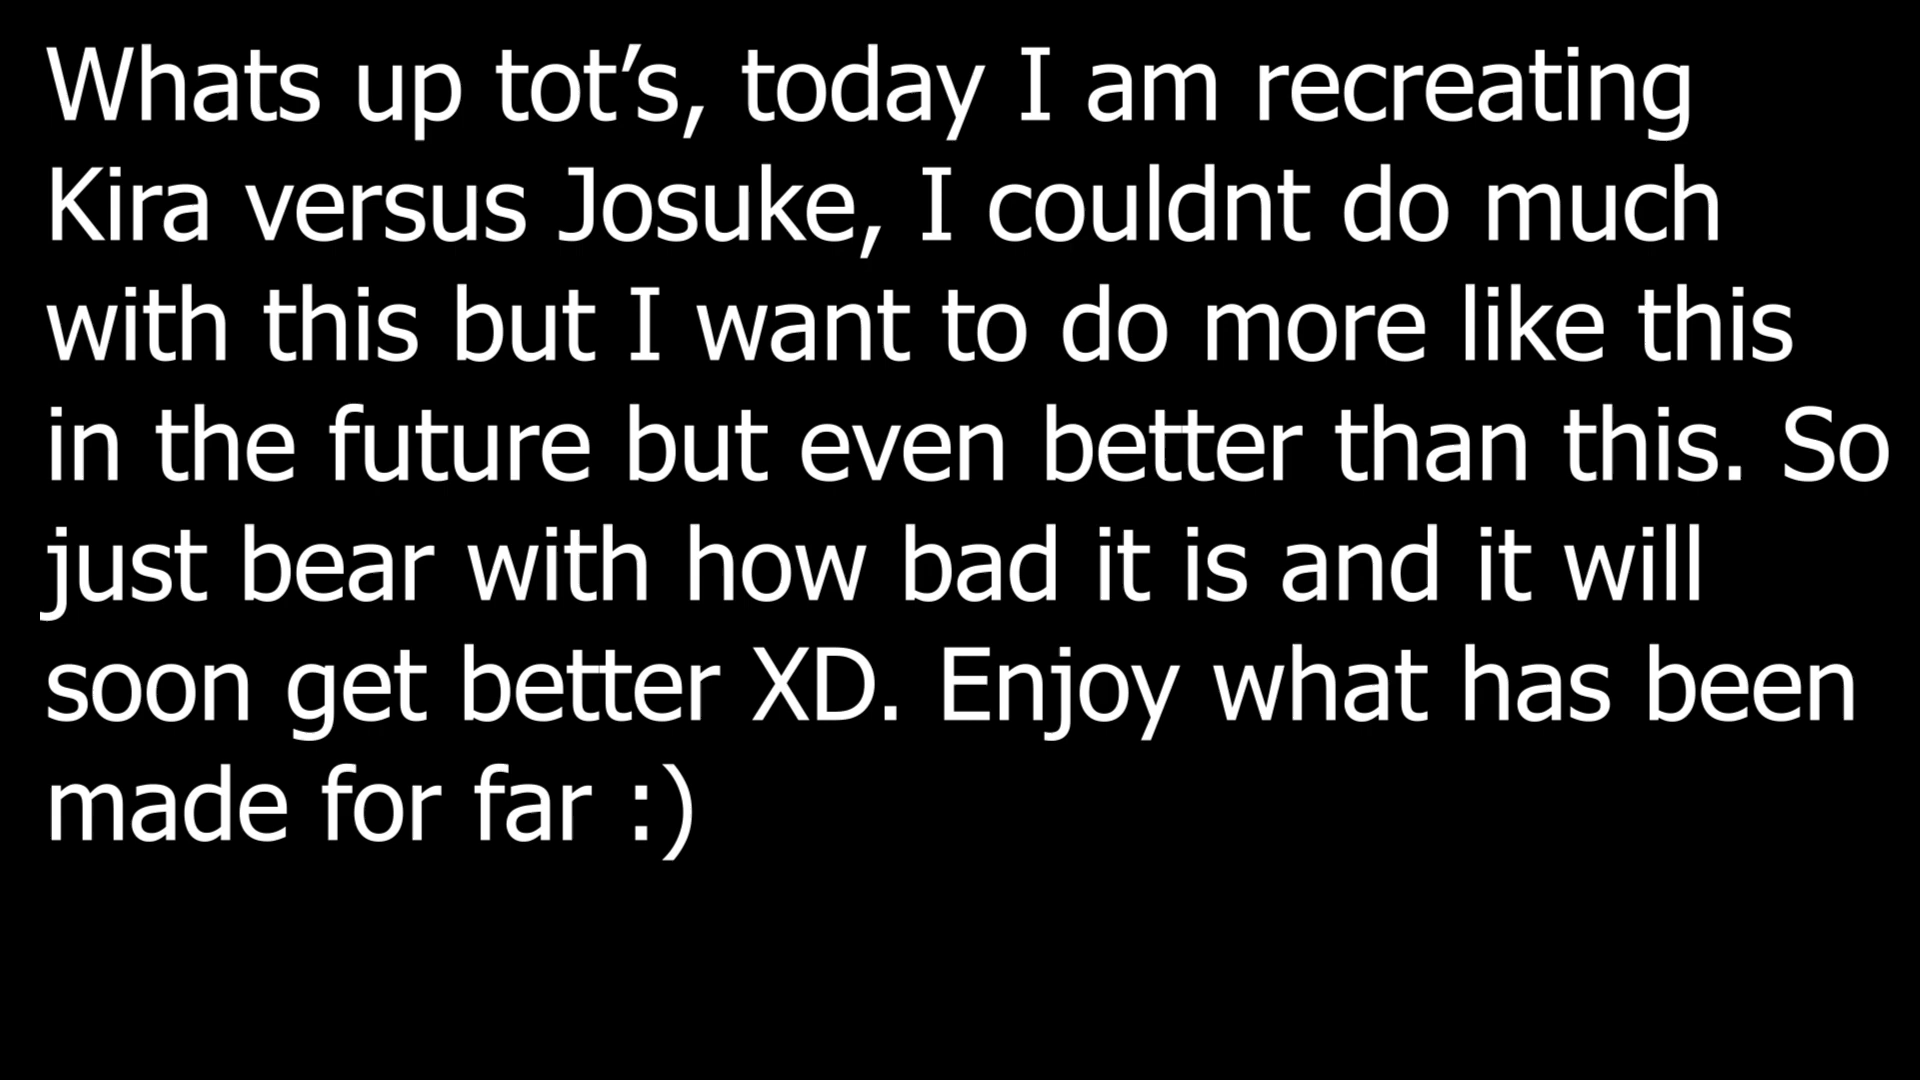 Whats up tot’s, today I am recreating
Kira versus Josuke, I couldnt do much
with this but I want to do more like this
in the future but even better than this. So
just bear with how bad it is and it will
soon get better XD. Enjoy what has been
made for far :)